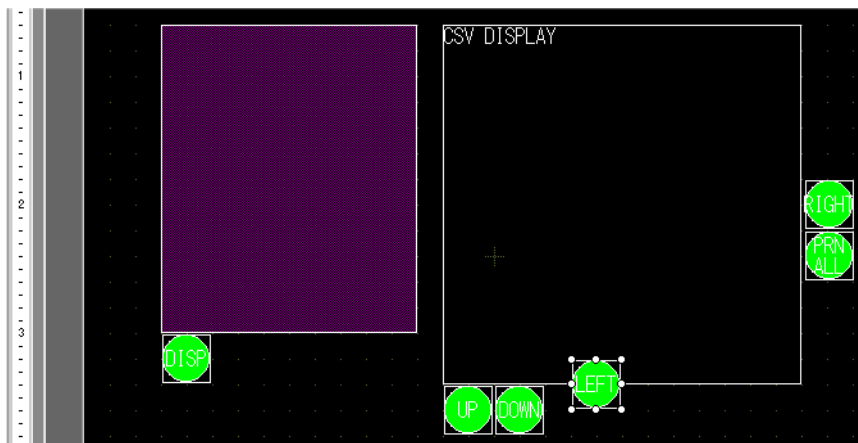 CSV DISPLAY
1
2
RIGHT
PRN
ALL
3
DISP
LEFT
UP
DOWN